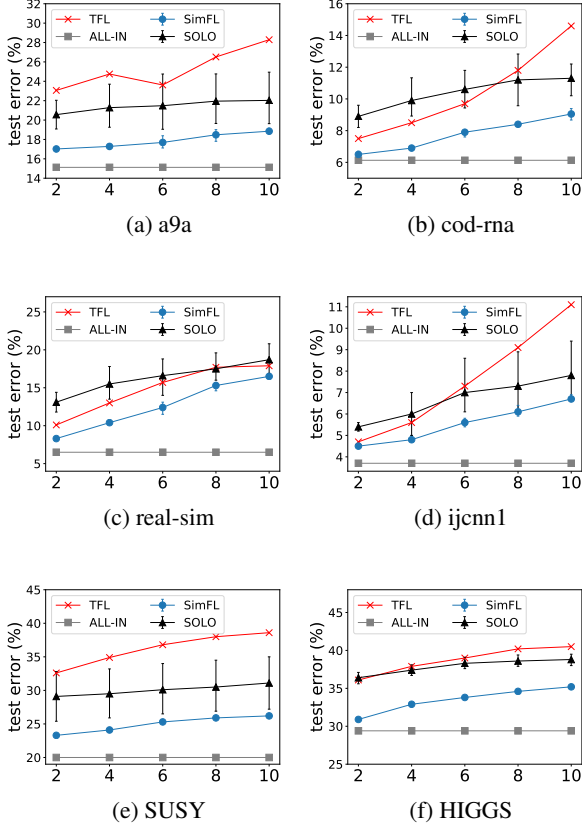 32
30
28
26
24
22
20
18
16
14
test error (%)
TFL
ALL-IN
SimFL
SOLO
2 4 6 8 10
(a) a9a
16
14
12
10
8
6
test error (%)
TFL
ALL-IN
SimFL
SOLO
2 4 6 8 10
(b) cod-rna
25
20
15
10
5
test error (%)
TFL
ALL-IN
SimFL
SOLO
2 4 6 8 10
(c) real-sim
11
10
9
8
7
6
5
4
test error (%)
TFL
ALL-IN
SimFL
SOLO
2 4 6 8 10
(d) ijcnn1
45
40
35
30
25
20
test error (%)
TFL
ALL-IN
SimFL
SOLO
2 4 6 8 10
(e) SUSY
45
40
35
30
25
test error (%)
TFL
ALL-IN
SimFL
SOLO
2 4 6 8 10
(f) HIGGS